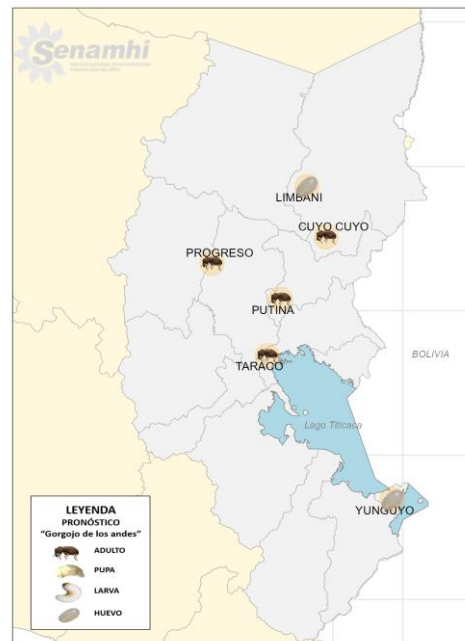 Senamhi
LIMBANI
CUYO CUYO
PROGRESO
PUTINA
TARACO
BOLIVIA
Lago Titicaca
YUNGUYO
LEYENDA
PRONÓSTICO
"Gorgojo de los andes"
ADULTO
PUPA
LARVA
HUEVO